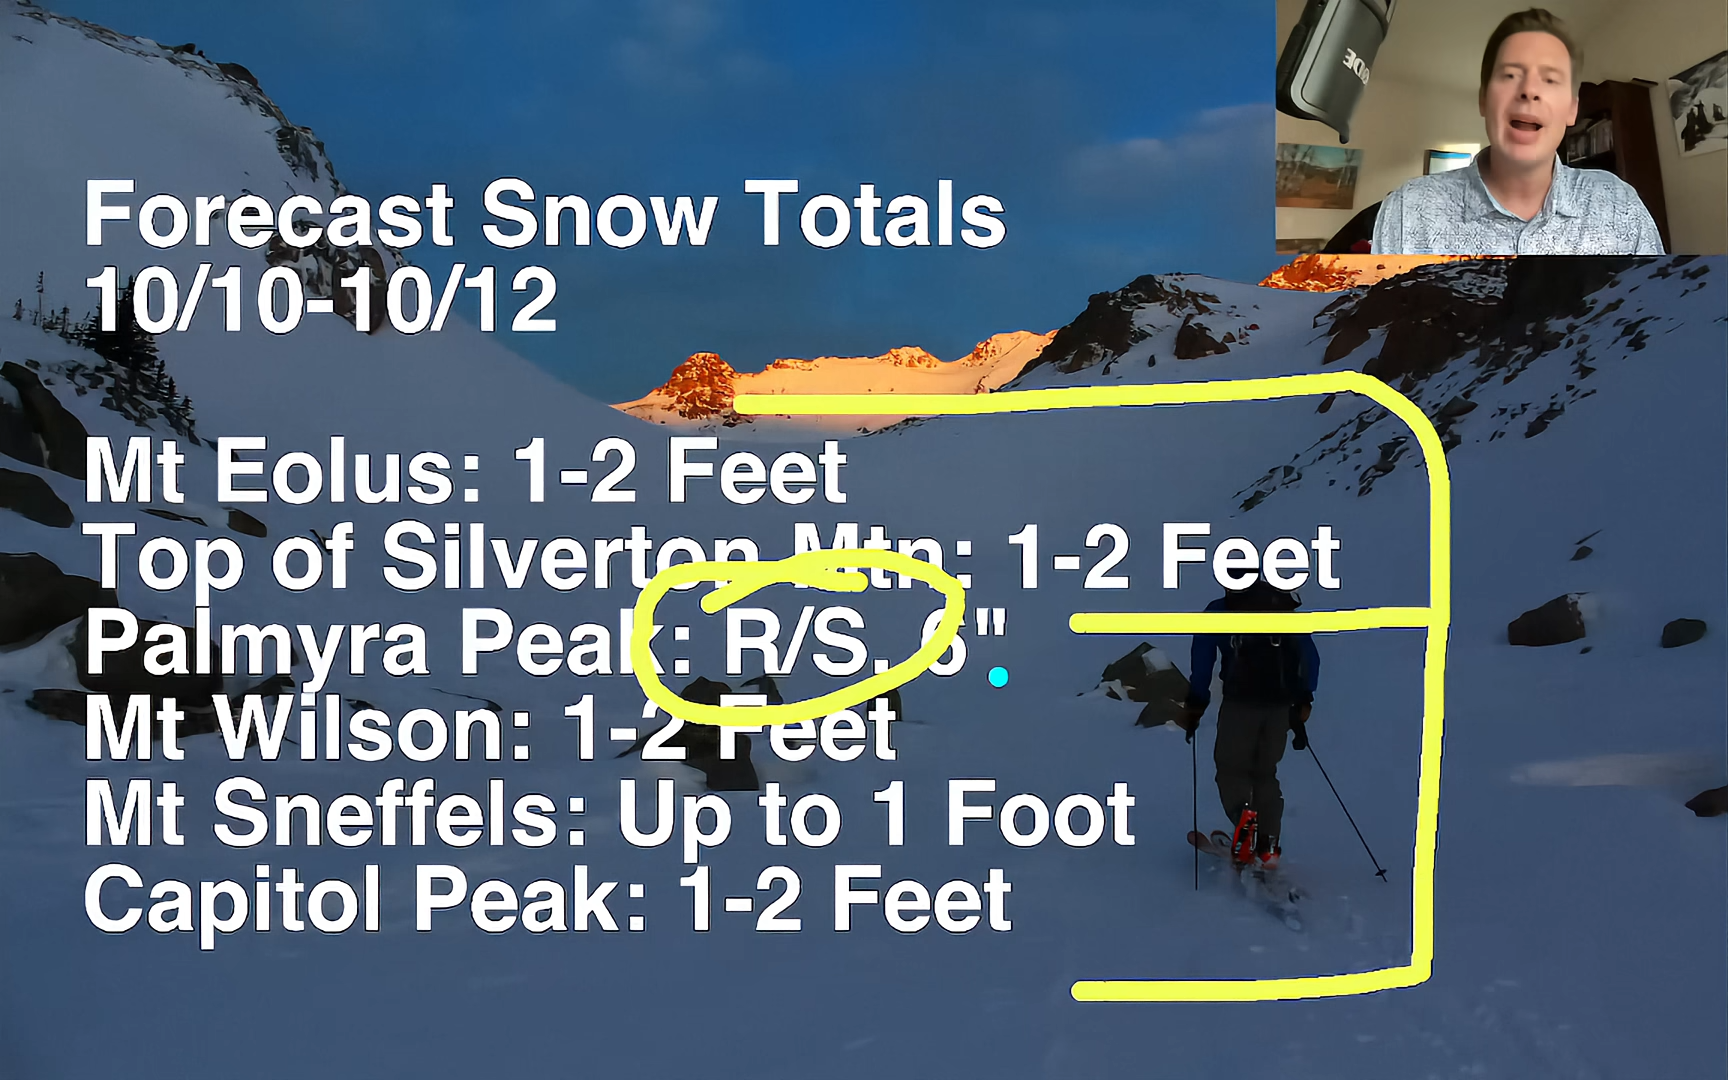 Forecast Snow Totals
10/10-10/12
Mt Eolus: 1-2 Feet
Top of Silverton Mtn: 1-2 Feet
Palmyra Peak: R/S. 6"
Mt Wilson: 1-2 Feet
Mt Sneffels: Up to 1 Foot
Capitol Peak: 1-2 Feet